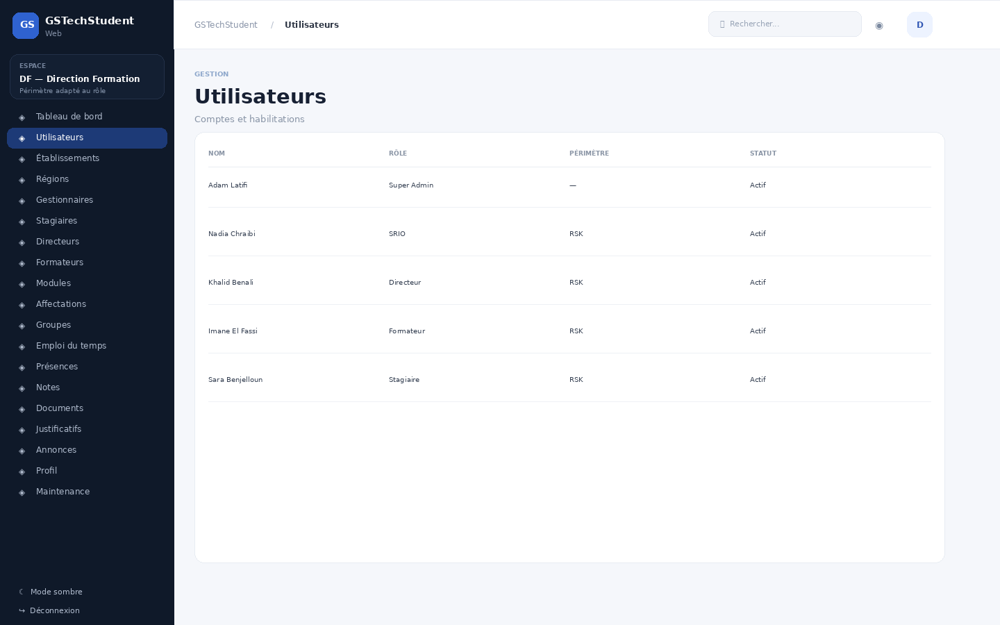 GS
GSTechStudent
Web
ESPACE
DF — Direction Formation
Périmètre adapté au rôle
Tableau de bord
Utilisateurs
Établissements
Régions
Gestionnaires
Stagiaires
Directeurs
Formateurs
Modules
Affectations
Groupes
Emploi du temps
Présences
Notes
Documents
Justificatifs
Annonces
Profil
Maintenance
Mode sombre
Déconnexion
GSTechStudent / Utilisateurs
Rechercher...
D
GESTION
Utilisateurs
Comptes et habilitations
NOM RÔLE PÉRIMÈTRE STATUT
Adam Latifi Super Admin — Actif
Nadia Chraibi SRIO RSK Actif
Khalid Benali Directeur RSK Actif
Imane El Fassi Formateur RSK Actif
Sara Benjelloun Stagiaire RSK Actif